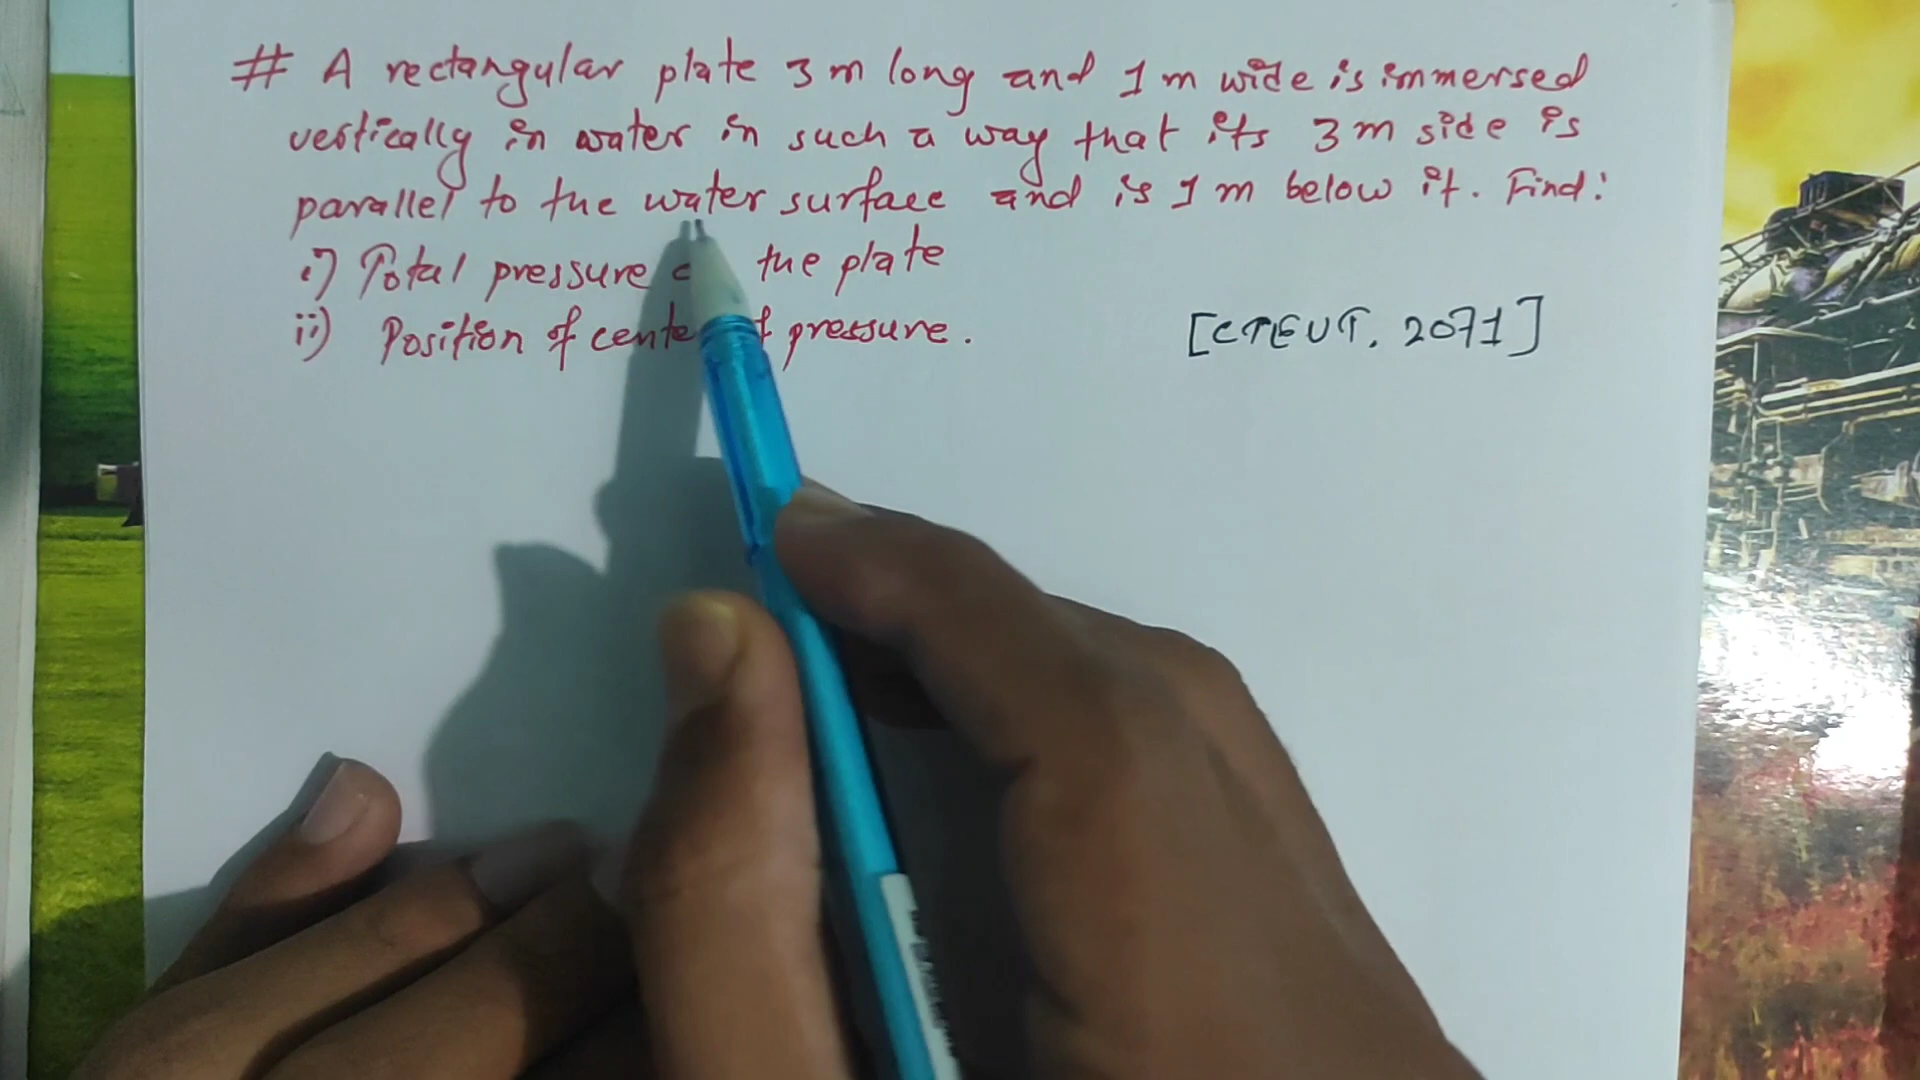 # A rectangular plate 3 m long and 1 m wide is immersed
vertically in water in such a way that its 3 m side is
parallel to the water surface and is 1 m below it. Find:
i) Total pressure the plate
ii) Position of pressure.
[CTEVT, 2071]